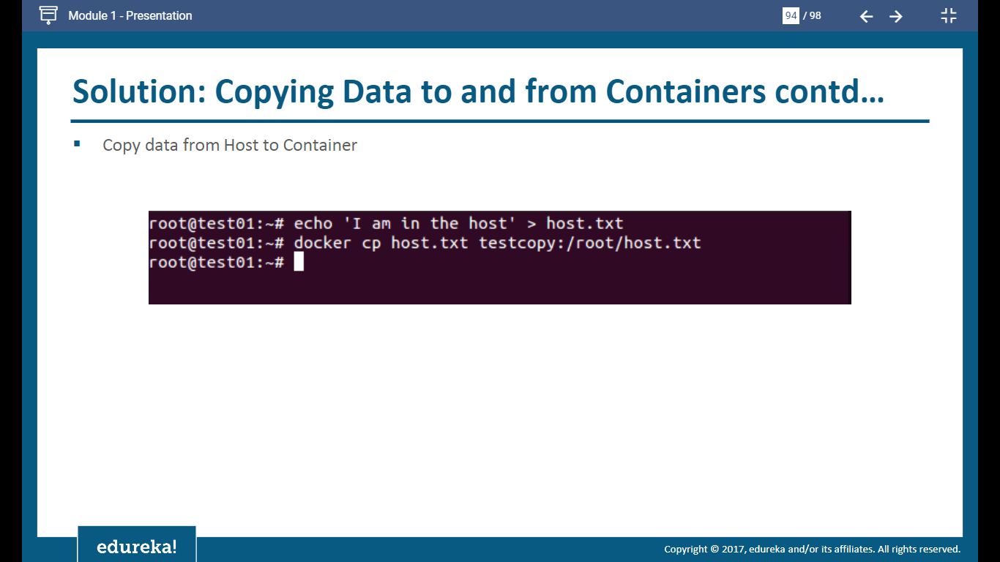 Module 1 - Presentation
94 / 98
Solution: Copying Data to and from Containers contd...
Copy data from Host to Container
root@test01:~# echo 'I am in the host' > host.txt
root@test01:~# docker cp host.txt testcopy:/root/host.txt
root@test01:~#
edureka!
Copyright © 2017, edureka and/or its affiliates. All rights reserved.